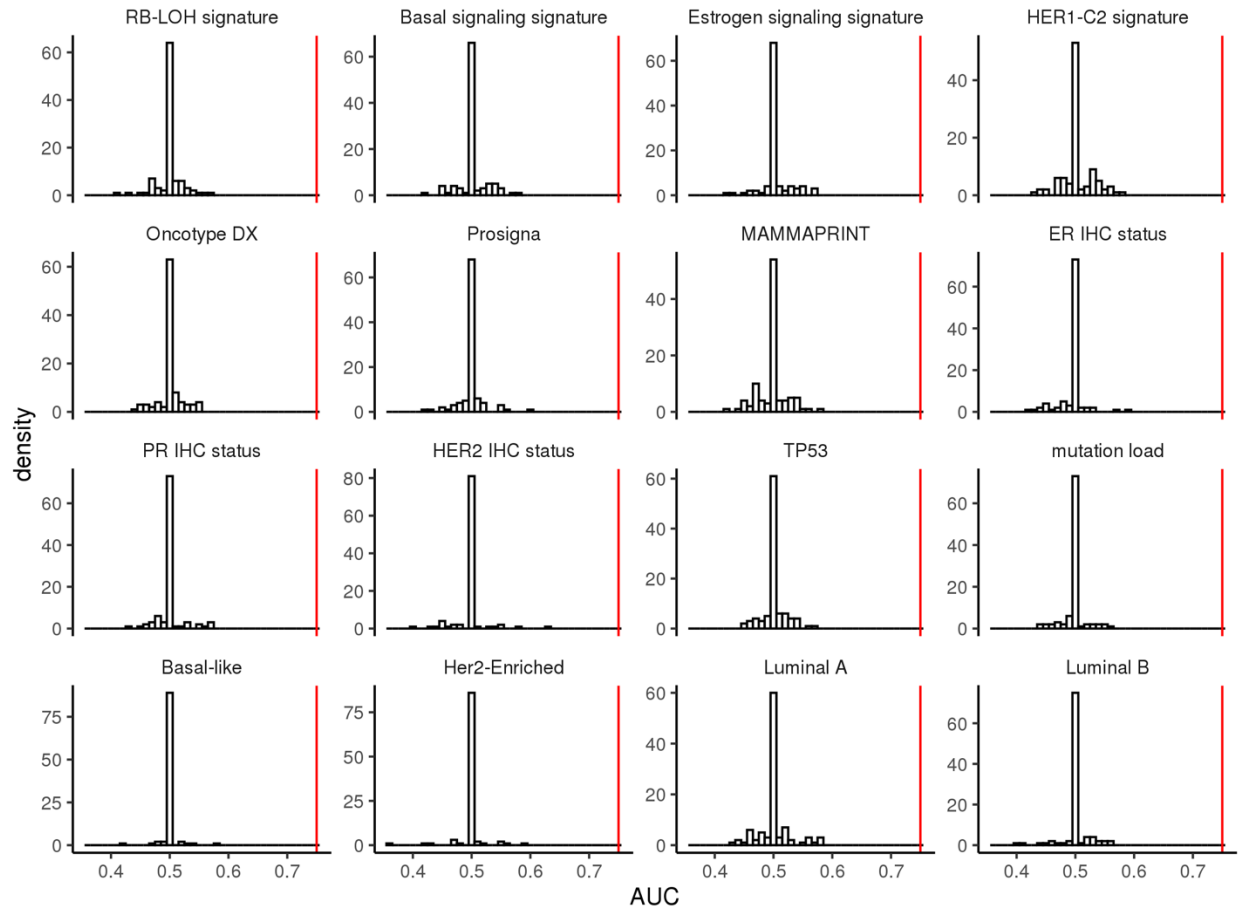 RB-LOH signature Basal signaling signature Estrogen signaling signature HER1-C2 signature
60 60 60 40
40 40 40 20
20 20 20
0 0 0 0
Oncotype DX Prosigna MAMMAPRINT ER IHC status
60 60 40 60
40 40 20 40
20 20 20
0 0 0 0
density
PR IHC status HER2 IHC status TP53 mutation load
60 80 60 60
40 60 40 40
20 40 20 20
0 20 0 0
0
Basal-like Her2-Enriched Luminal A Luminal B
75 75 60 60
50 50 40 40
25 25 20 20
0 0 0 0
0.4 0.5 0.6 0.7 0.4 0.5 0.6 0.7 0.4 0.5 0.6 0.7 0.4 0.5 0.6 0.7
AUC